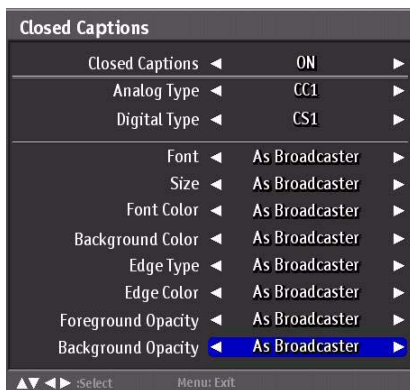 Closed Captions
Closed Captions ◀ ON ▶
Analog Type ◀ CC1 ▶
Digital Type ◀ CS1 ▶
Font ◀ As Broadcaster ▶
Size ◀ As Broadcaster ▶
Font Color ◀ As Broadcaster ▶
Background Color ◀ As Broadcaster ▶
Edge Type ◀ As Broadcaster ▶
Edge Color ◀ As Broadcaster ▶
Foreground Opacity ◀ As Broadcaster ▶
Background Opacity ◀ As Broadcaster ▶
▲▼ ◀▶ :Select Menu: Exit